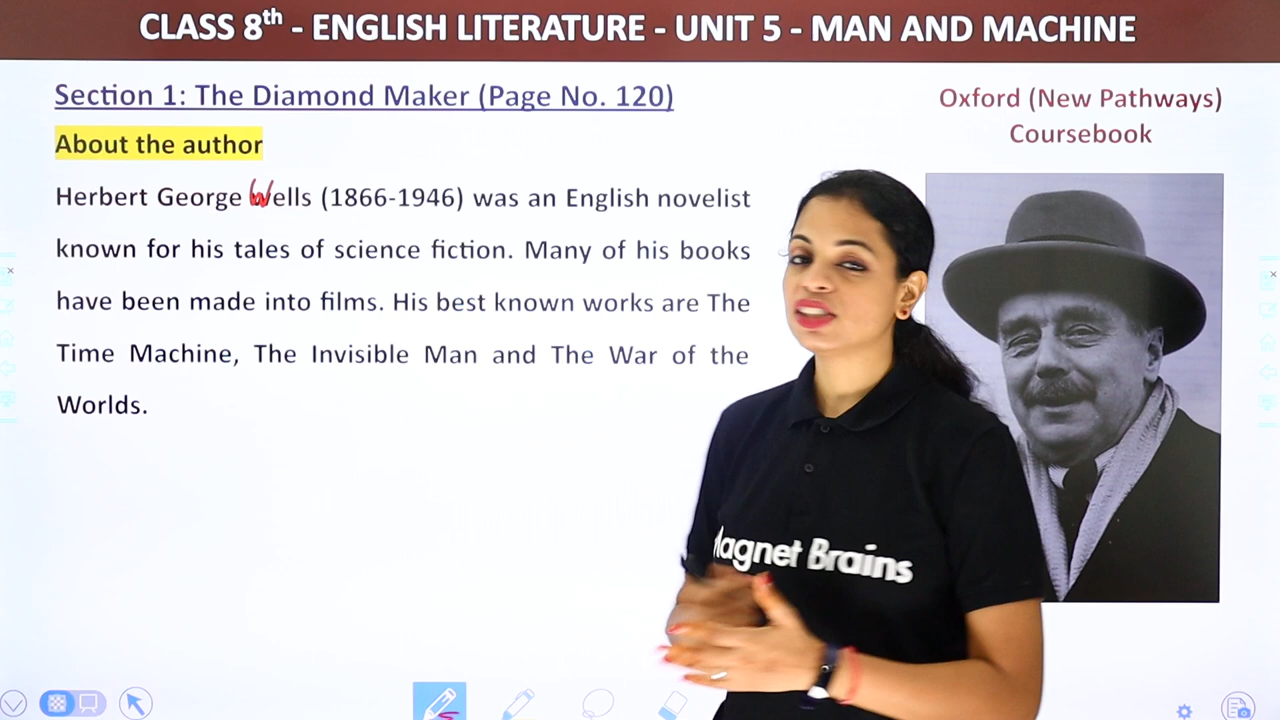 CLASS 8th - ENGLISH LITERATURE - UNIT 5 - MAN AND MACHINE
Section 1: The Diamond Maker (Page No. 120)
Oxford (New Pathways)
Coursebook
About the author
Herbert George Wells (1866-1946) was an English novelist
known for his tales of science fiction. Many of his books
have been made into films. His best known works are The
Time Machine, The Invisible Man and The War of the
Worlds.
Magnet Brains